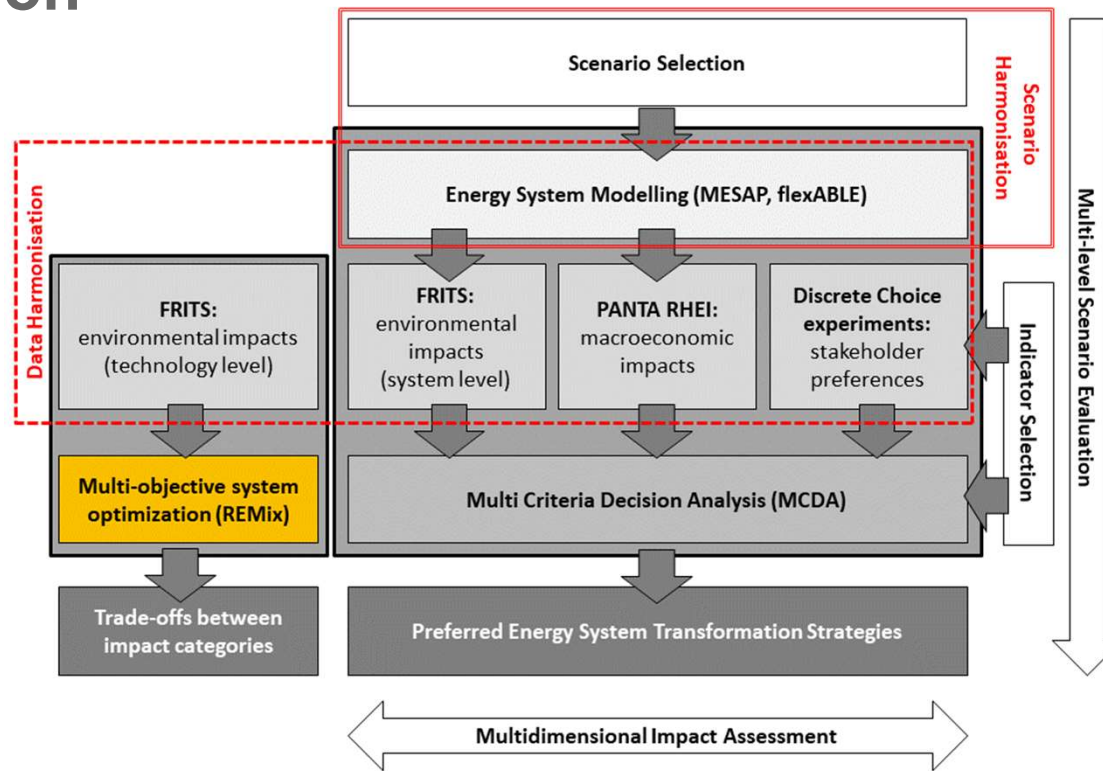 Scenario Selection
Scenario
Harmonisation
Energy System Modelling (MESAP, flexABLE)
Data Harmonisation
FRITS:
environmental impacts
(technology level)
FRITS:
environmental
impacts
(system level)
PANTA RHEI:
macroeconomic
impacts
Discrete Choice
experiments:
stakeholder
preferences
Indicator Selection
Multi-level Scenario Evaluation
Multi-objective system
optimization (REMix)
Multi Criteria Decision Analysis (MCDA)
Trade-offs between
impact categories
Preferred Energy System Transformation Strategies
Multidimensional Impact Assessment